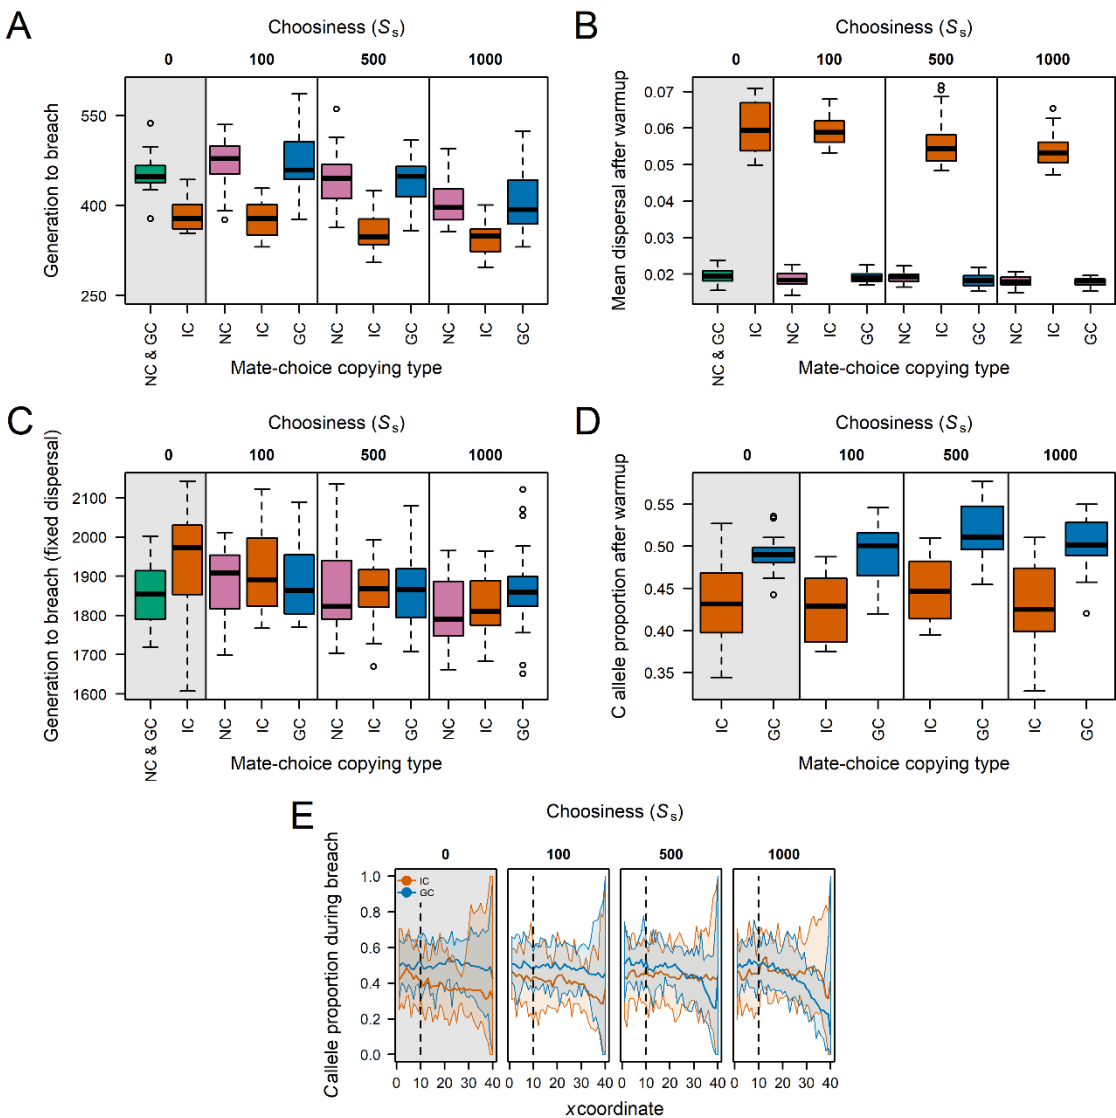 A
Choosiness (Ss)
0 100 500 1000
Generation to breach
550
400
250
NC & GC IC NC IC GC NC IC GC NC IC GC
Mate-choice copying type
B
Choosiness (Ss)
0 100 500 1000
Mean dispersal after warmup
0.07
0.06
0.05
0.04
0.03
0.02
NC & GC IC NC IC GC NC IC GC NC IC GC
Mate-choice copying type
C
Choosiness (Ss)
0 100 500 1000
Generation to breach (fixed dispersal)
2100
2000
1900
1800
1700
1600
NC & GC IC NC IC GC NC IC GC NC IC GC
Mate-choice copying type
D
Choosiness (Ss)
0 100 500 1000
C allele proportion after warmup
0.55
0.50
0.45
0.40
0.35
IC GC IC GC IC GC IC GC
Mate-choice copying type
E
Choosiness (Ss)
0 100 500 1000
Callele proportion during breach
1.0
0.8
0.6
0.4
0.2
0.0
IC
GC
0 10 20 30 40 0 10 20 30 40 0 10 20 30 40 0 10 20 30 40
xcoordinate